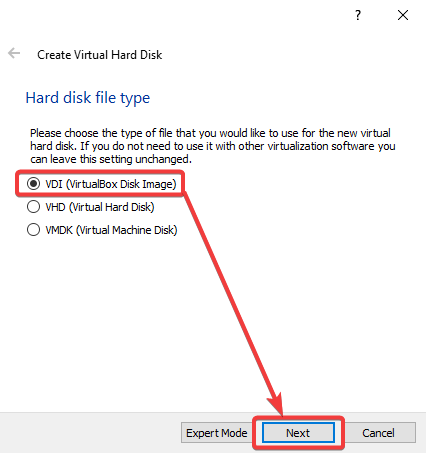 ?
Create Virtual Hard Disk
Hard disk file type
Please choose the type of file that you would like to use for the new virtual
hard disk. If you do not need to use it with other virtualization software you
can leave this setting unchanged.
VDI (VirtualBox Disk Image)
VHD (Virtual Hard Disk)
VMDK (Virtual Machine Disk)
Expert Mode Next Cancel